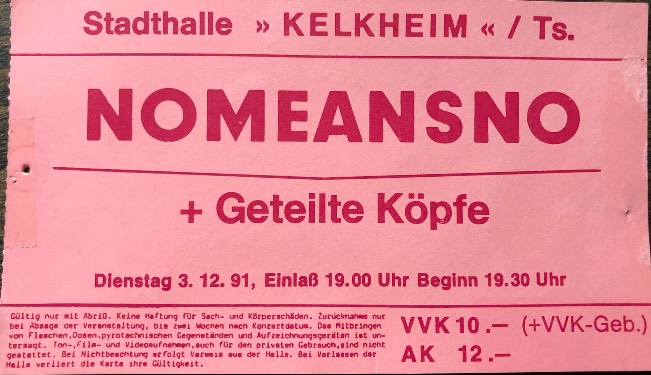 Stadthalle » KELKHEIM « / Ts.
NOMEANSNO
+ Geteilte Köpfe
Dienstag 3. 12. 91, Einlaß 19.00 Uhr Beginn 19.30 Uhr
Gültig nur mit Abriß. Keine Haftung für Sach- und Körperschäden. Zurücknahme nur
bei Absage der Veranstaltung, bis zwei Wochen nach Konzertdatum. Das Mitbringen
von Flaschen,Dosen,pyrotechnischen Gegenständen und Aufzeichnungsgeräten ist un-
tersagt. Ton-,Film- und Videoaufnahmen,auch für den privaten Gebrauch,sind nicht
gestattet. Bei Nichtbeachtung erfolgt Verweis aus der Halle. Bei Verlassen der
Halle verliert die Karte ihre Gültigkeit.
VVK 10.— (+VVK-Geb.)
AK 12.—